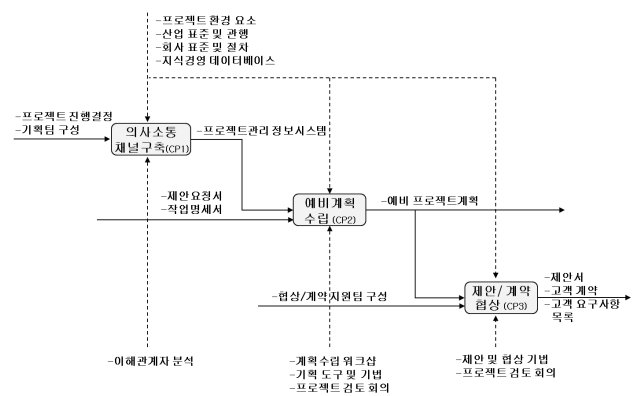 -프로젝트 환경 요소
-산업 표준 및 관행
-회사 표준 및 절차
-지식경영 데이터베이스
-프로젝트 진행결정
-기획팀 구성
의사소통
채널구축(CP1)
-프로젝트관리 정보시스템
-제안요청서
-작업명세서
예비계획
수립(CP2)
-예비 프로젝트계획
-협상/계약지원팀 구성
제안/계약
협상(CP3)
-제안서
-고객 계약
-고객 요구사항
목록
-이해관계자 분석
-계획수립 워크샵
-기획 도구 및 기법
-프로젝트검토 회의
-제안 및 협상 기법
-프로젝트검토 회의